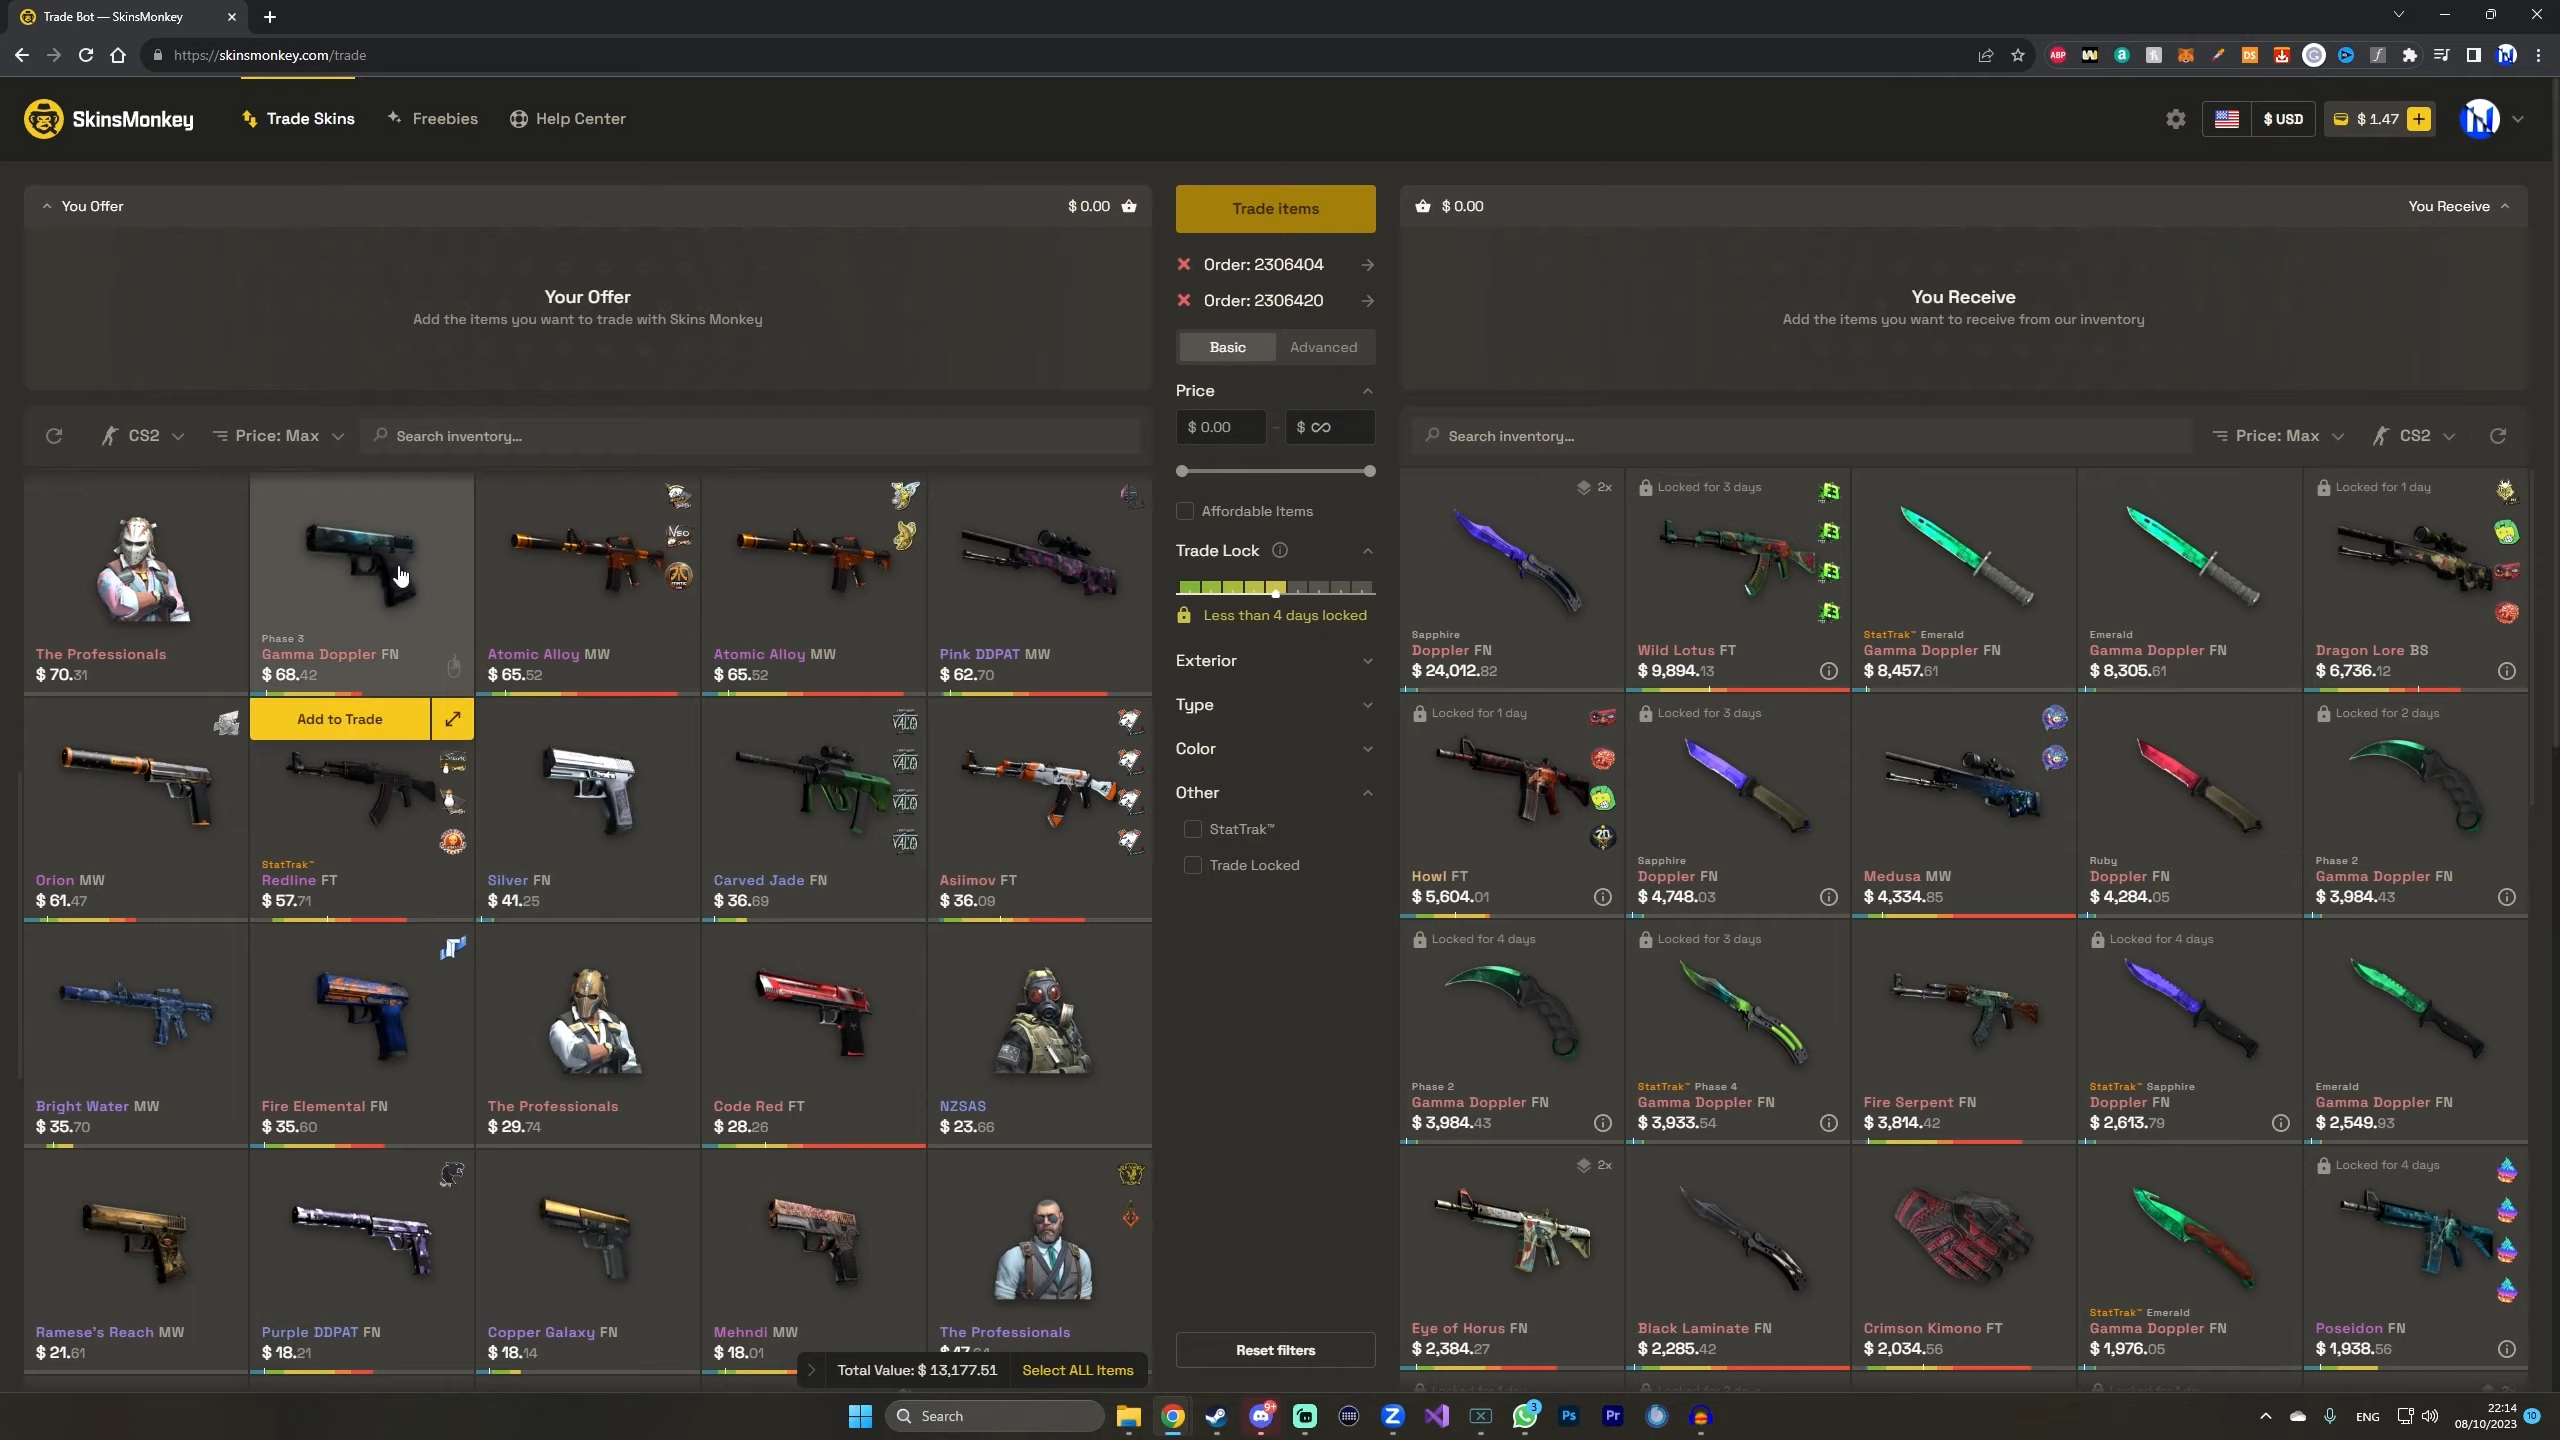 Trade Bot — SkinsMonkey
https://skinsmonkey.com/trade
SkinsMonkey
Trade Skins
Freebies
Help Center
$ USD
$ 1.47
You Offer
$ 0.00
Your Offer
Add the items you want to trade with Skins Monkey
Trade items
Order: 2306404
Order: 2306420
Basic
Advanced
$ 0.00
You Receive
You Receive
Add the items you want to receive from our inventory
CS2
Price: Max
Search inventory...
The Professionals
$ 70.31
Phase 3
Gamma Doppler FN
$ 68.42
Add to Trade
Atomic Alloy MW
$ 65.52
Atomic Alloy MW
$ 65.52
Pink DDPAT MW
$ 62.70
Orion MW
$ 61.47
StatTrak™
Redline FT
$ 57.71
Silver FN
$ 41.25
Carved Jade FN
$ 36.69
Asiimov FT
$ 36.09
Bright Water MW
$ 35.70
Fire Elemental FN
$ 35.60
The Professionals
$ 29.74
Code Red FT
$ 28.26
NZSAS
$ 23.66
Ramese's Reach MW
$ 21.61
Purple DDPAT FN
$ 18.21
Copper Galaxy FN
$ 18.14
Mehndi MW
$ 18.01
The Professionals
Total Value: $ 13,177.51
Select ALL Items
Price
$ 0.00
-
$ ∞
Affordable Items
Trade Lock
Less than 4 days locked
Exterior
Type
Color
Other
StatTrak™
Trade Locked
Reset filters
Search inventory...
Price: Max
CS2
2x
Sapphire
Doppler FN
$ 24,012.82
Locked for 3 days
Wild Lotus FT
$ 9,894.13
StatTrak™ Emerald
Gamma Doppler FN
$ 8,457.61
Emerald
Gamma Doppler FN
$ 8,305.61
Locked for 1 day
Dragon Lore BS
$ 6,736.12
Locked for 1 day
Howl FT
$ 5,604.01
Locked for 3 days
Sapphire
Doppler FN
$ 4,748.03
Medusa MW
$ 4,334.85
Ruby
Doppler FN
$ 4,284.05
Locked for 2 days
Phase 2
Gamma Doppler FN
$ 3,984.43
Locked for 4 days
Phase 2
Gamma Doppler FN
$ 3,984.43
Locked for 3 days
StatTrak™ Phase 4
Gamma Doppler FN
$ 3,933.54
Fire Serpent FN
$ 3,814.42
Locked for 4 days
StatTrak™ Sapphire
Doppler FN
$ 2,613.79
Emerald
Gamma Doppler FN
$ 2,549.93
2x
Eye of Horus FN
$ 2,384.27
Black Laminate FN
$ 2,285.42
Crimson Kimono FT
$ 2,034.56
StatTrak™ Emerald
Gamma Doppler FN
$ 1,976.05
Locked for 4 days
Poseidon FN
$ 1,938.56
Search
9+
3
Ps
Pr
ENG
22:14
08/10/2023
10